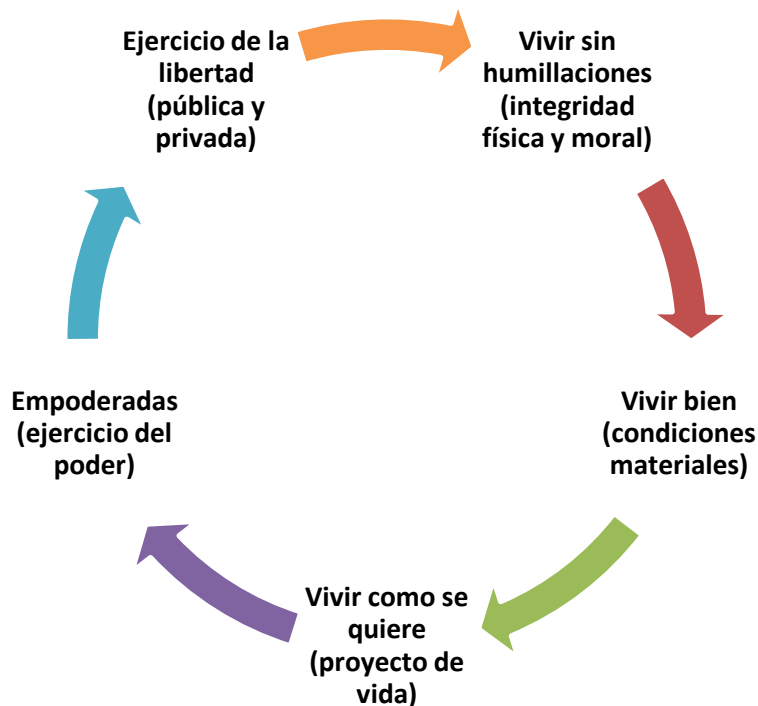 Ejercicio de la
libertad
(pública y
privada)
Vivir sin
humillaciones
(integridad
física y moral)
Vivir bien
(condiciones
materiales)
Vivir como se
quiere
(proyecto de
vida)
Empoderadas
(ejercicio del
poder)